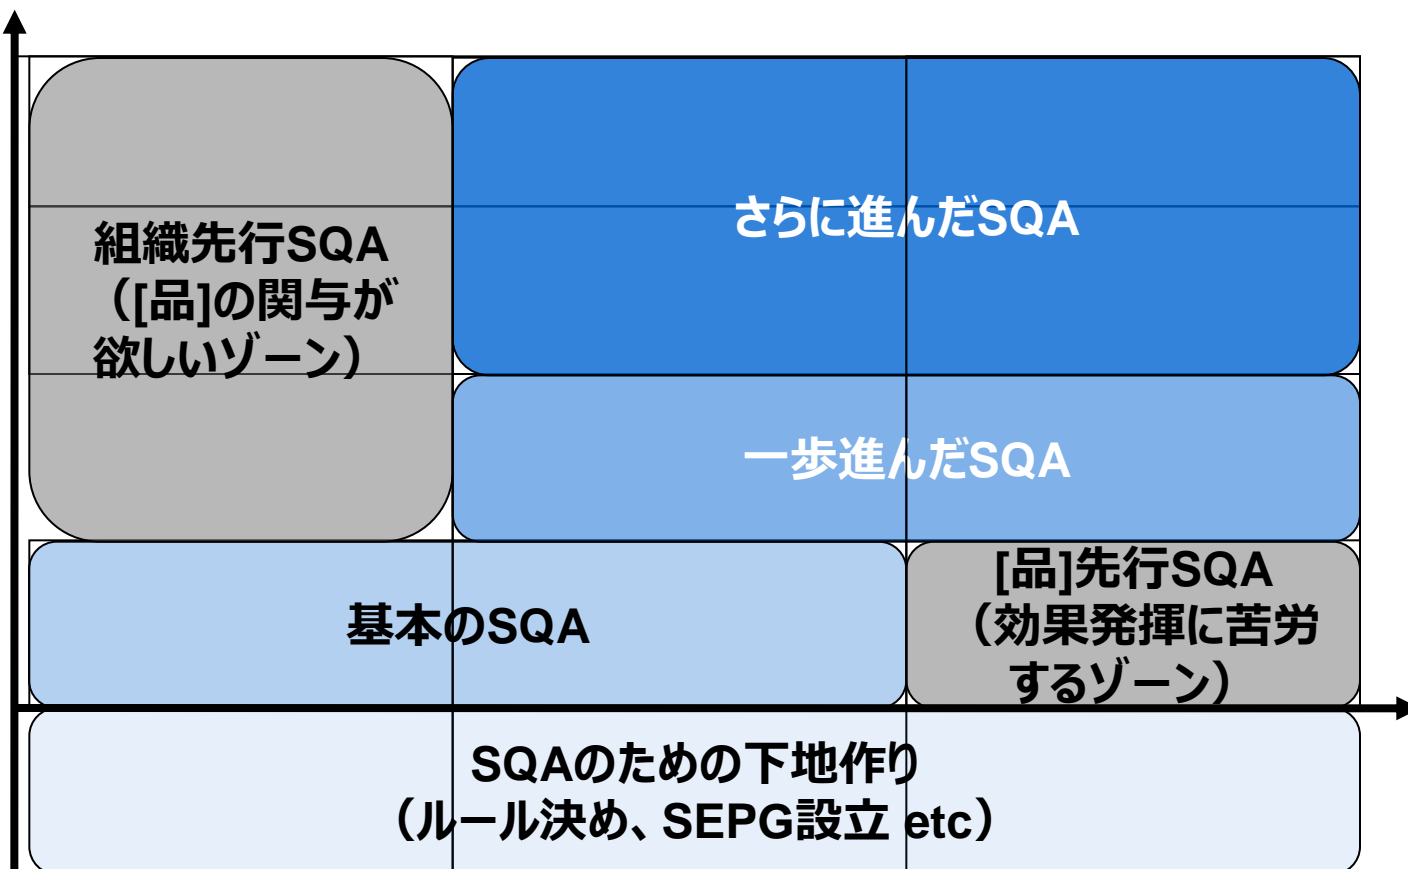 組織先行SQA
（[品]の関与が
欲しいゾーン）
さらに進んだSQA
一歩進んだSQA
基本のSQA
[品]先行SQA
（効果発揮に苦労
するゾーン）
SQAのための下地作り
（ルール決め、SEPG設立 etc）